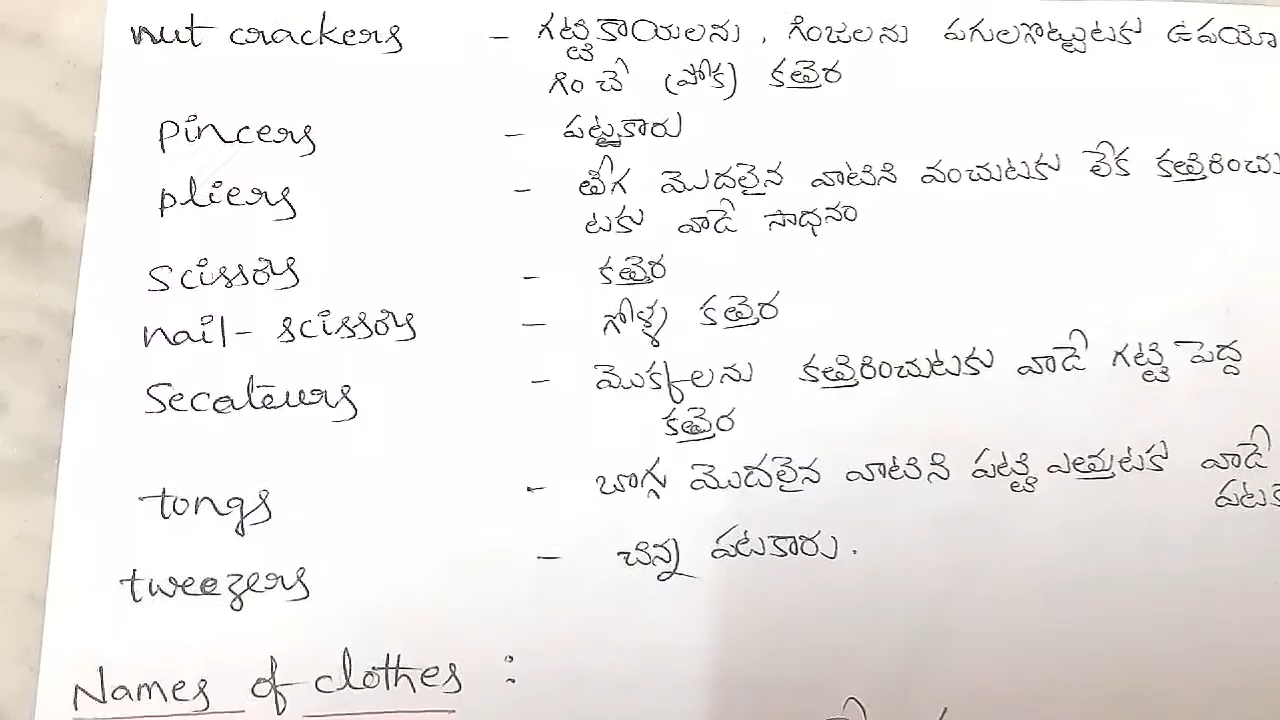 nut crackers - గట్టికాయలను, గింజలను పగులగొట్టుటకు ఉపయో
గించే (పోక) కత్తెర
pincers - పట్టుకారు
pliers - తీగ మొదలైన వాటిని వంచుటకు లేక కత్తిరించు
టకు వాడే సాధనం
scissors - కత్తెర
nail-scissors - గోళ్ళ కత్తెర
Secateurs - మొక్కలను కత్తిరించుటకు వాడే గట్టి పెద్ద
కత్తెర
tongs - బొగ్గు మొదలైన వాటిని పట్టి ఎత్తుటకు వాడే
tweezers - చిన్న పటకారు.
Names of clothes :